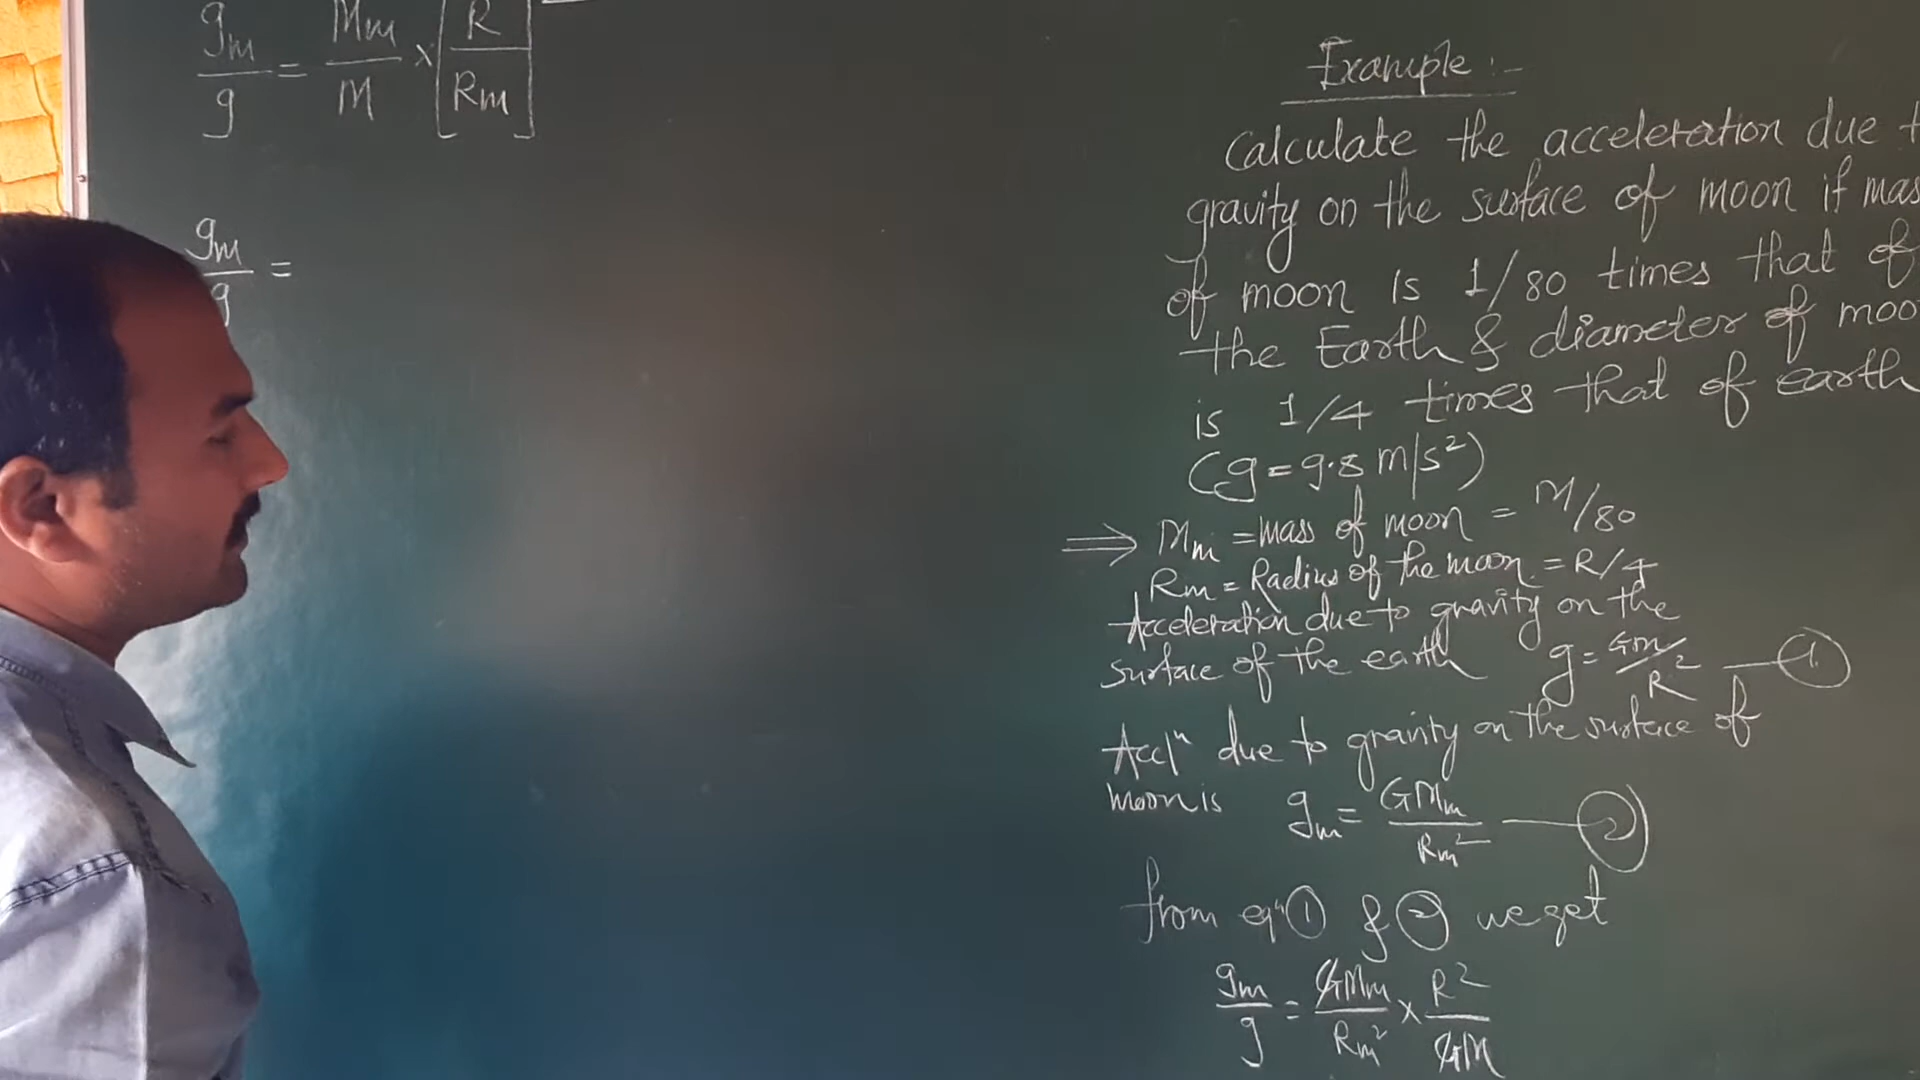 gm/g = Mm/M × [R/Rm]
gm/g =
Example :-
Calculate the acceleration due t
gravity on the surface of moon if mas
of moon is 1/80 times that of
the Earth & diameter of moo
is 1/4 times that of earth
(g = 9.8 m/s²)
⇒ Mm = mass of moon = M/80
Rm = Radius of the moon = R/4
Acceleration due to gravity on the
surface of the earth g = Gm/R² — ①
Accⁿ due to gravity on the surface of
moon is gm = GMm/Rm² — ②
from eqⁿ ① & ② we get
gm/g = GMm/Rm² × R²/GM